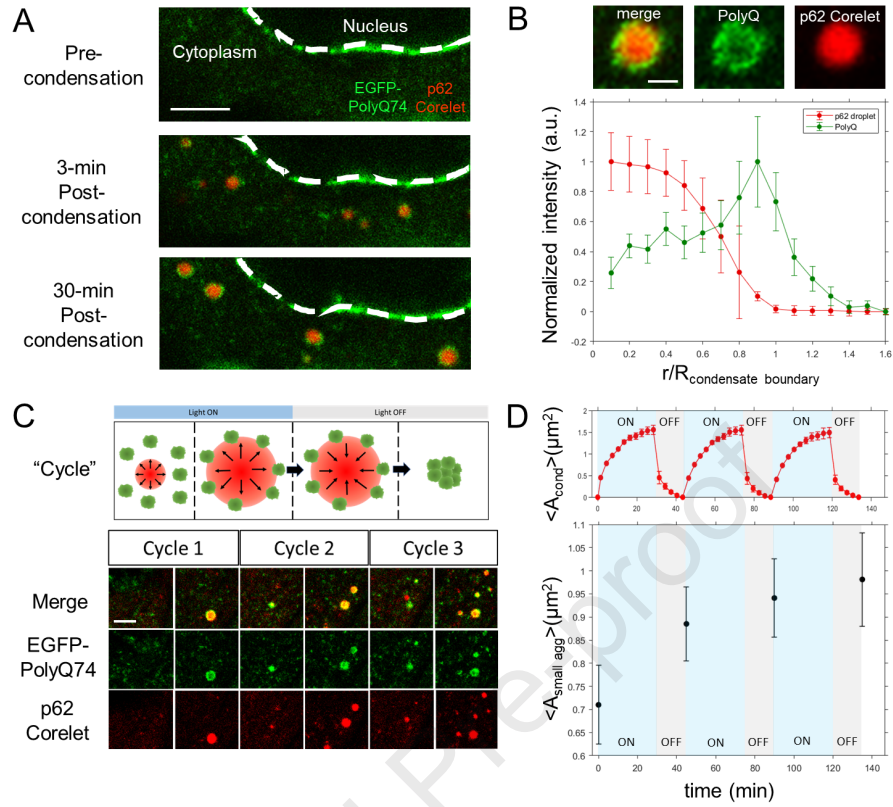 A
Pre-
condensation
Cytoplasm
Nucleus
EGFP-
PolyQ74
p62
Corelet
3-min
Post-
condensation
30-min
Post-
condensation
B
merge
PolyQ
p62 Corelet
Normalized intensity (a.u.)
p62 droplet
PolyQ
1.4
1.2
1
0.8
0.6
0.4
0.2
0
0 0.2 0.4 0.6 0.8 1.0 1.2 1.4 1.6
r/Rcondensate boundary
C
Light ON
Light OFF
"Cycle"
Cycle 1
Cycle 2
Cycle 3
Merge
EGFP-
PolyQ74
p62
Corelet
D
<Acond>(μm²)
2
1.5
1
0.5
0
ON OFF ON OFF ON OFF
0 20 40 60 80 100 120 140
<Asmall agg>(μm²)
1.1
1.05
1
0.95
0.9
0.85
0.8
0.75
0.7
0.65
0.6
ON OFF ON OFF ON OFF
0 20 40 60 80 100 120 140
time (min)
Pre-proof